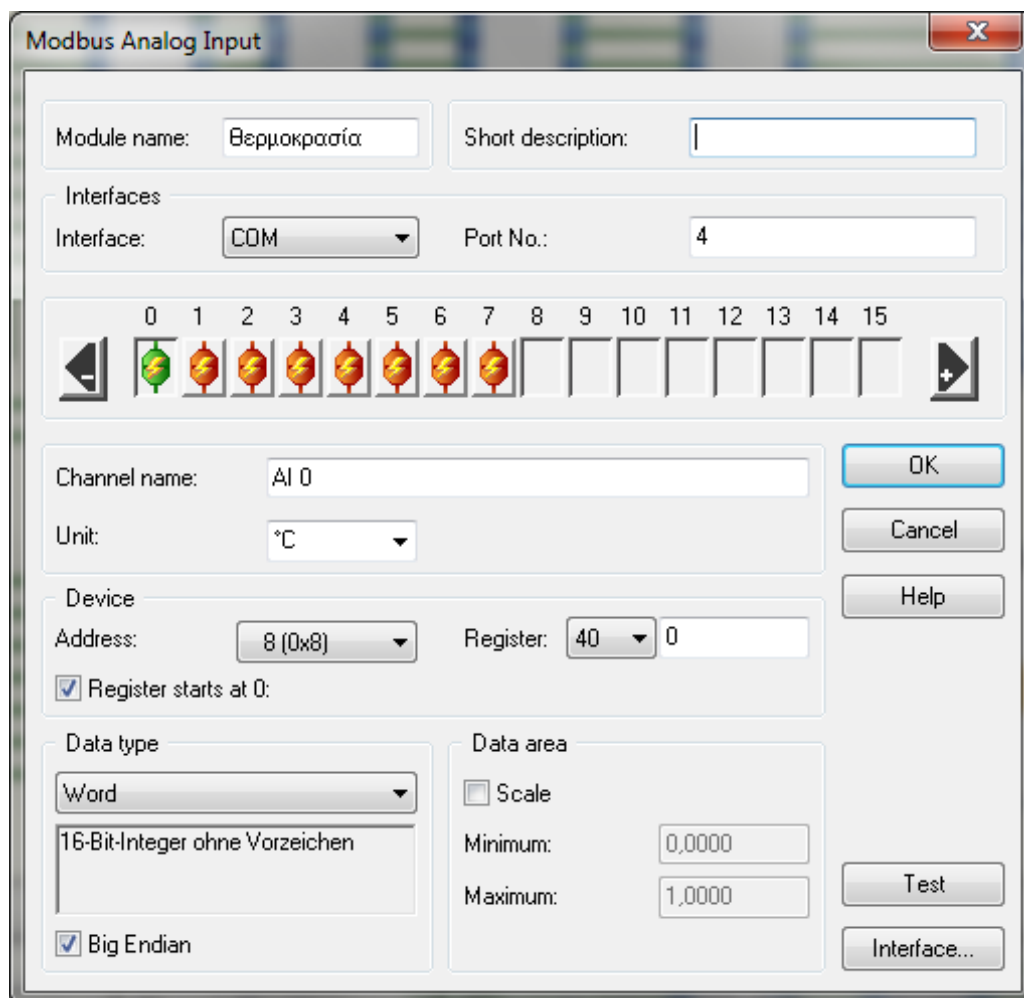 Modbus Analog Input
Module name: Θερμοκρασία Short description:
Interfaces
Interface: COM Port No.: 4
0 1 2 3 4 5 6 7 8 9 10 11 12 13 14 15
- +
Channel name: AI 0
Unit: °C
OK
Cancel
Help
Device
Address: 8 (0x8) Register: 40 0
Register starts at 0:
Data type
Word
16-Bit-Integer ohne Vorzeichen
Big Endian
Data area
Scale
Minimum: 0,0000
Maximum: 1,0000
Test
Interface...